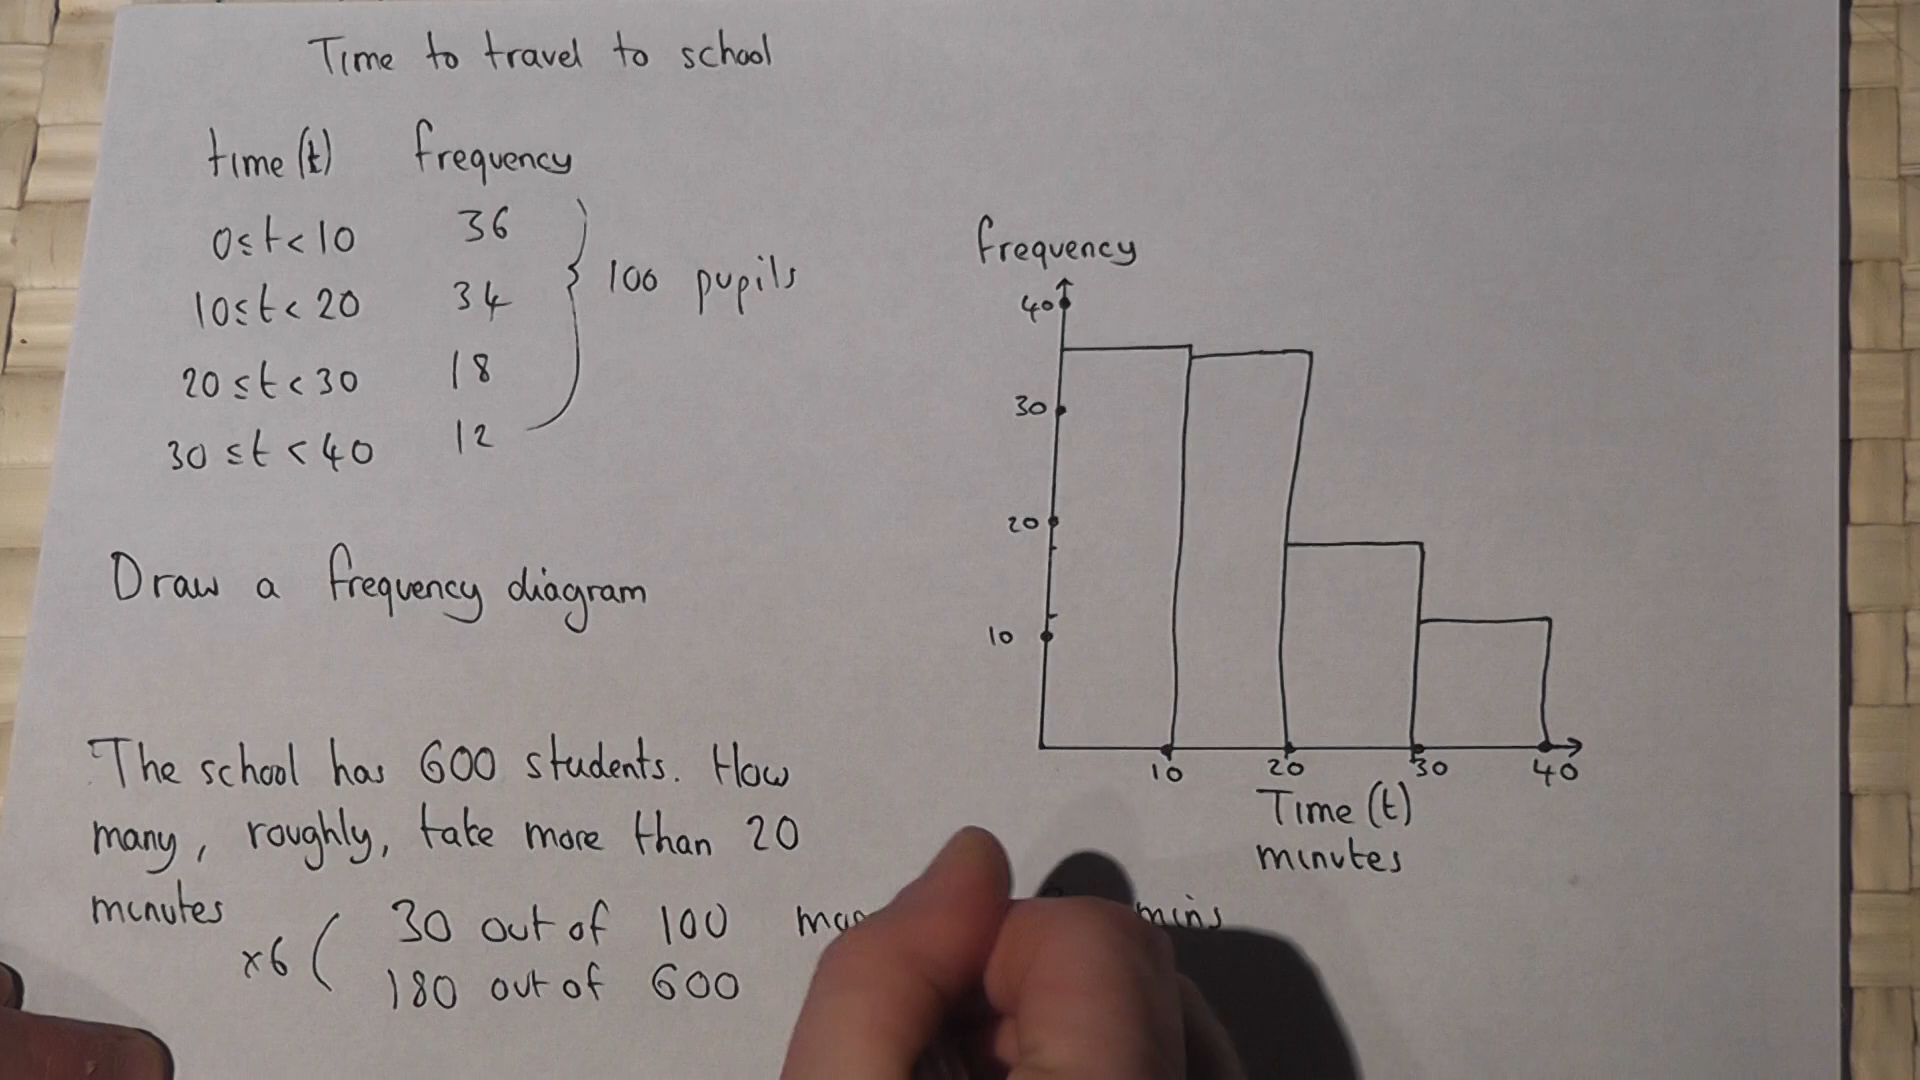 Time to travel to school
time (t) frequency
0≤t<10 36
10≤t<20 34
20≤t<30 18
30≤t<40 12
100 pupils
Draw a frequency diagram
The school has 600 students. How
many, roughly, take more than 20
minutes
x6 ( 30 out of 100 mins
180 out of 600
frequency
40
30
20
10
10 20 30 40
Time (t)
minutes